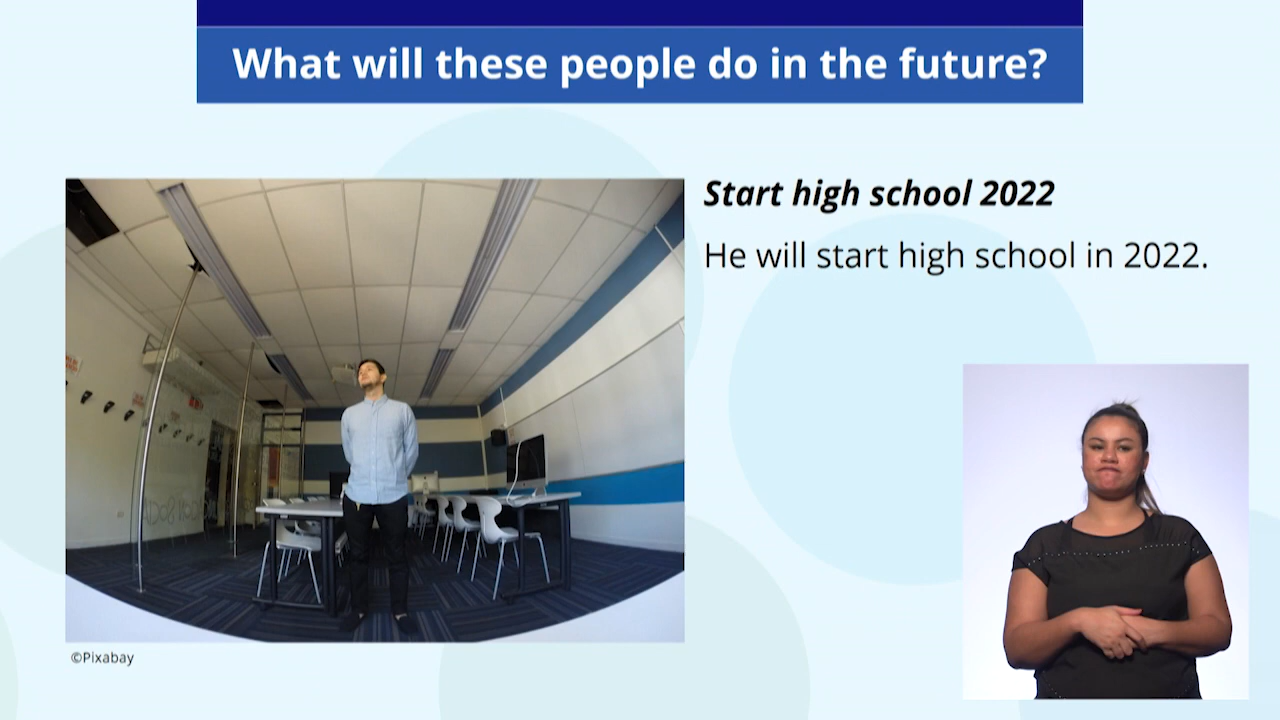 What will these people do in the future?
Start high school 2022
He will start high school in 2022.
©Pixabay